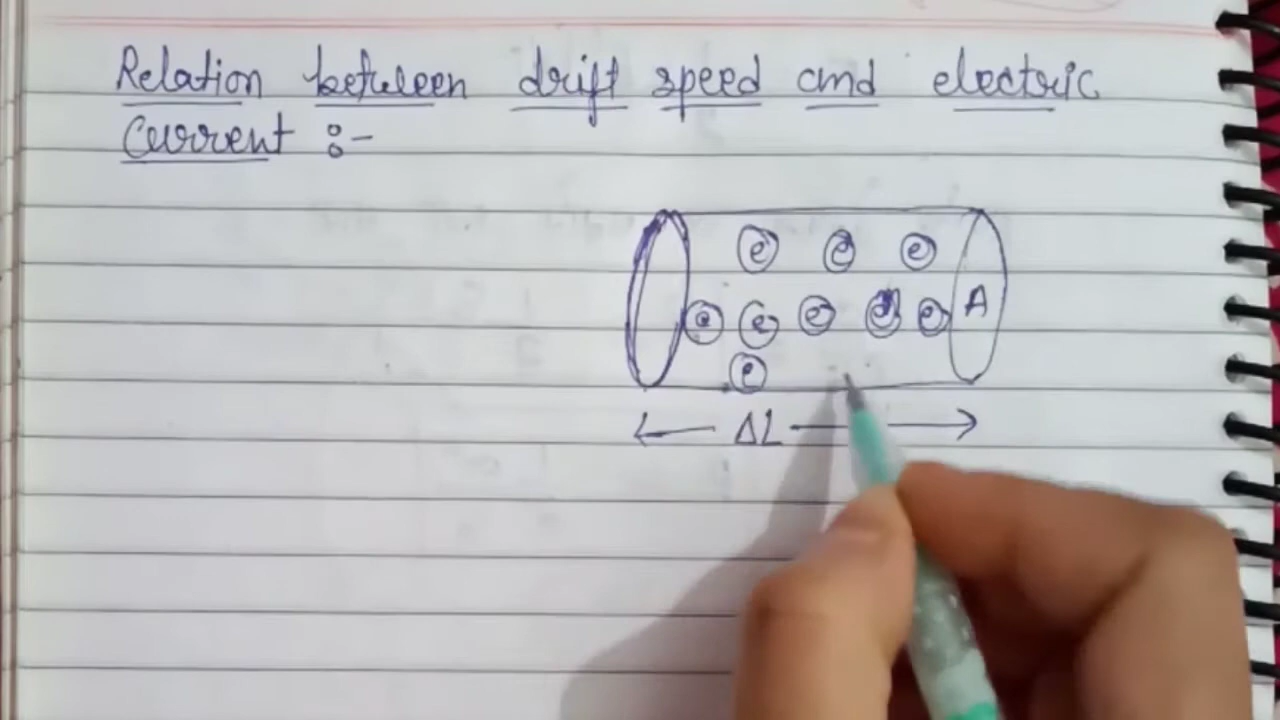 Relation between drift speed and electric
current :-
e e e
e e e e e A
e
ΔL